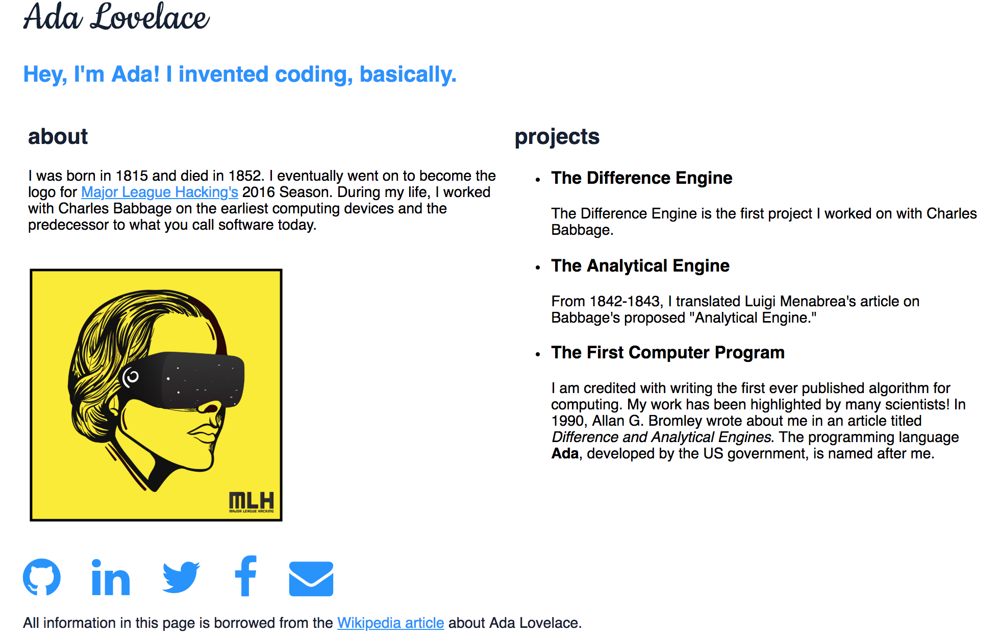 Ada Lovelace
Hey, I'm Ada! I invented coding, basically.
about
I was born in 1815 and died in 1852. I eventually went on to become the
logo for Major League Hacking's 2016 Season. During my life, I worked
with Charles Babbage on the earliest computing devices and the
predecessor to what you call software today.
MLH
MAJOR LEAGUE HACKING
projects
The Difference Engine
The Difference Engine is the first project I worked on with Charles
Babbage.
The Analytical Engine
From 1842-1843, I translated Luigi Menabrea's article on
Babbage's proposed "Analytical Engine."
The First Computer Program
I am credited with writing the first ever published algorithm for
computing. My work has been highlighted by many scientists! In
1990, Allan G. Bromley wrote about me in an article titled
Difference and Analytical Engines. The programming language
Ada, developed by the US government, is named after me.
in
f
All information in this page is borrowed from the Wikipedia article about Ada Lovelace.